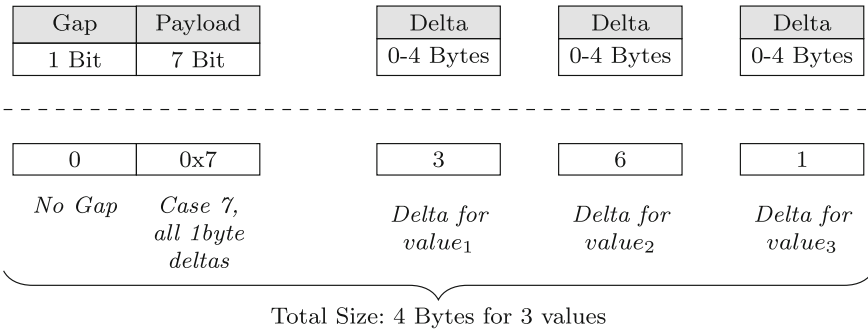 Gap Payload Delta Delta Delta
1 Bit 7 Bit 0-4 Bytes 0-4 Bytes 0-4 Bytes
0 0x7 3 6 1
No Gap Case 7, Delta for Delta for Delta for
all 1byte value₁ value₂ value₃
deltas
Total Size: 4 Bytes for 3 values